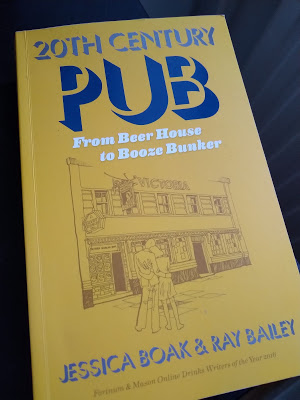 20TH CENTURY
PUB
From Beer House
to Booze Bunker
VICTORIA
JESSICA BOAK & RAY BAILEY
Fortnum & Mason Online Drinks Writers of the Year 2016